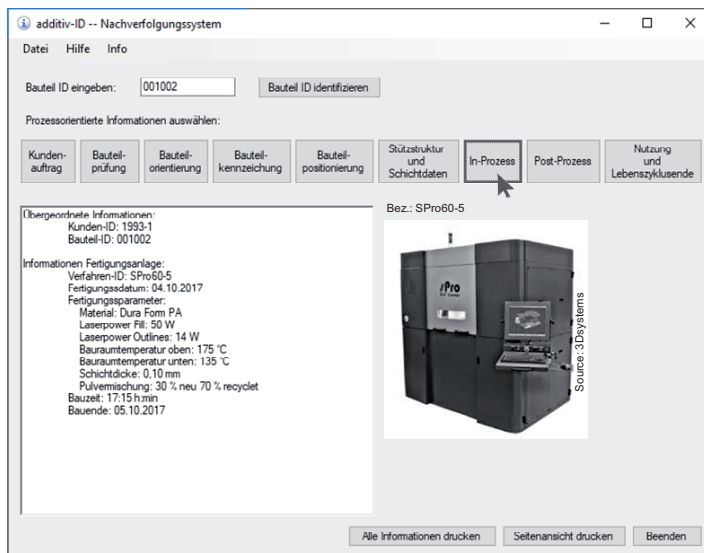 additiv-ID -- Nachverfolgungssystem
Datei Hilfe Info
Bauteil ID eingeben: 001002 Bauteil ID identifizieren
Prozessorientierte Informationen auswählen:
Kunden-
auftrag
Bauteil-
prüfung
Bauteil-
orientierung
Bauteil-
kennzeichung
Bauteil-
positionierung
Stützstruktur
und
Schichtdaten
In-Prozess
Post-Prozess
Nutzung
und
Lebenszyklusende
Übergeordnete Informationen:
Kunden-ID: 1993-1
Bauteil-ID: 001002
Informationen Fertigungsanlage:
Verfahren-ID: SPro60-5
Fertigungssdatum: 04.10.2017
Fertigungsparameter:
Material: Dura Form PA
Laserpower Fill: 50 W
Laserpower Outlines: 14 W
Bauraumtemperatur oben: 175 °C
Bauraumtemperatur unten: 135 °C
Schichtdicke: 0,10 mm
Pulvermischung: 30 % neu 70 % recyclet
Bauzeit: 17:15 h:min
Bauende: 05.10.2017
Bez.: SPro60-5
sPro
Source: 3Dsystems
Alle Informationen drucken Seitenansicht drucken Beenden